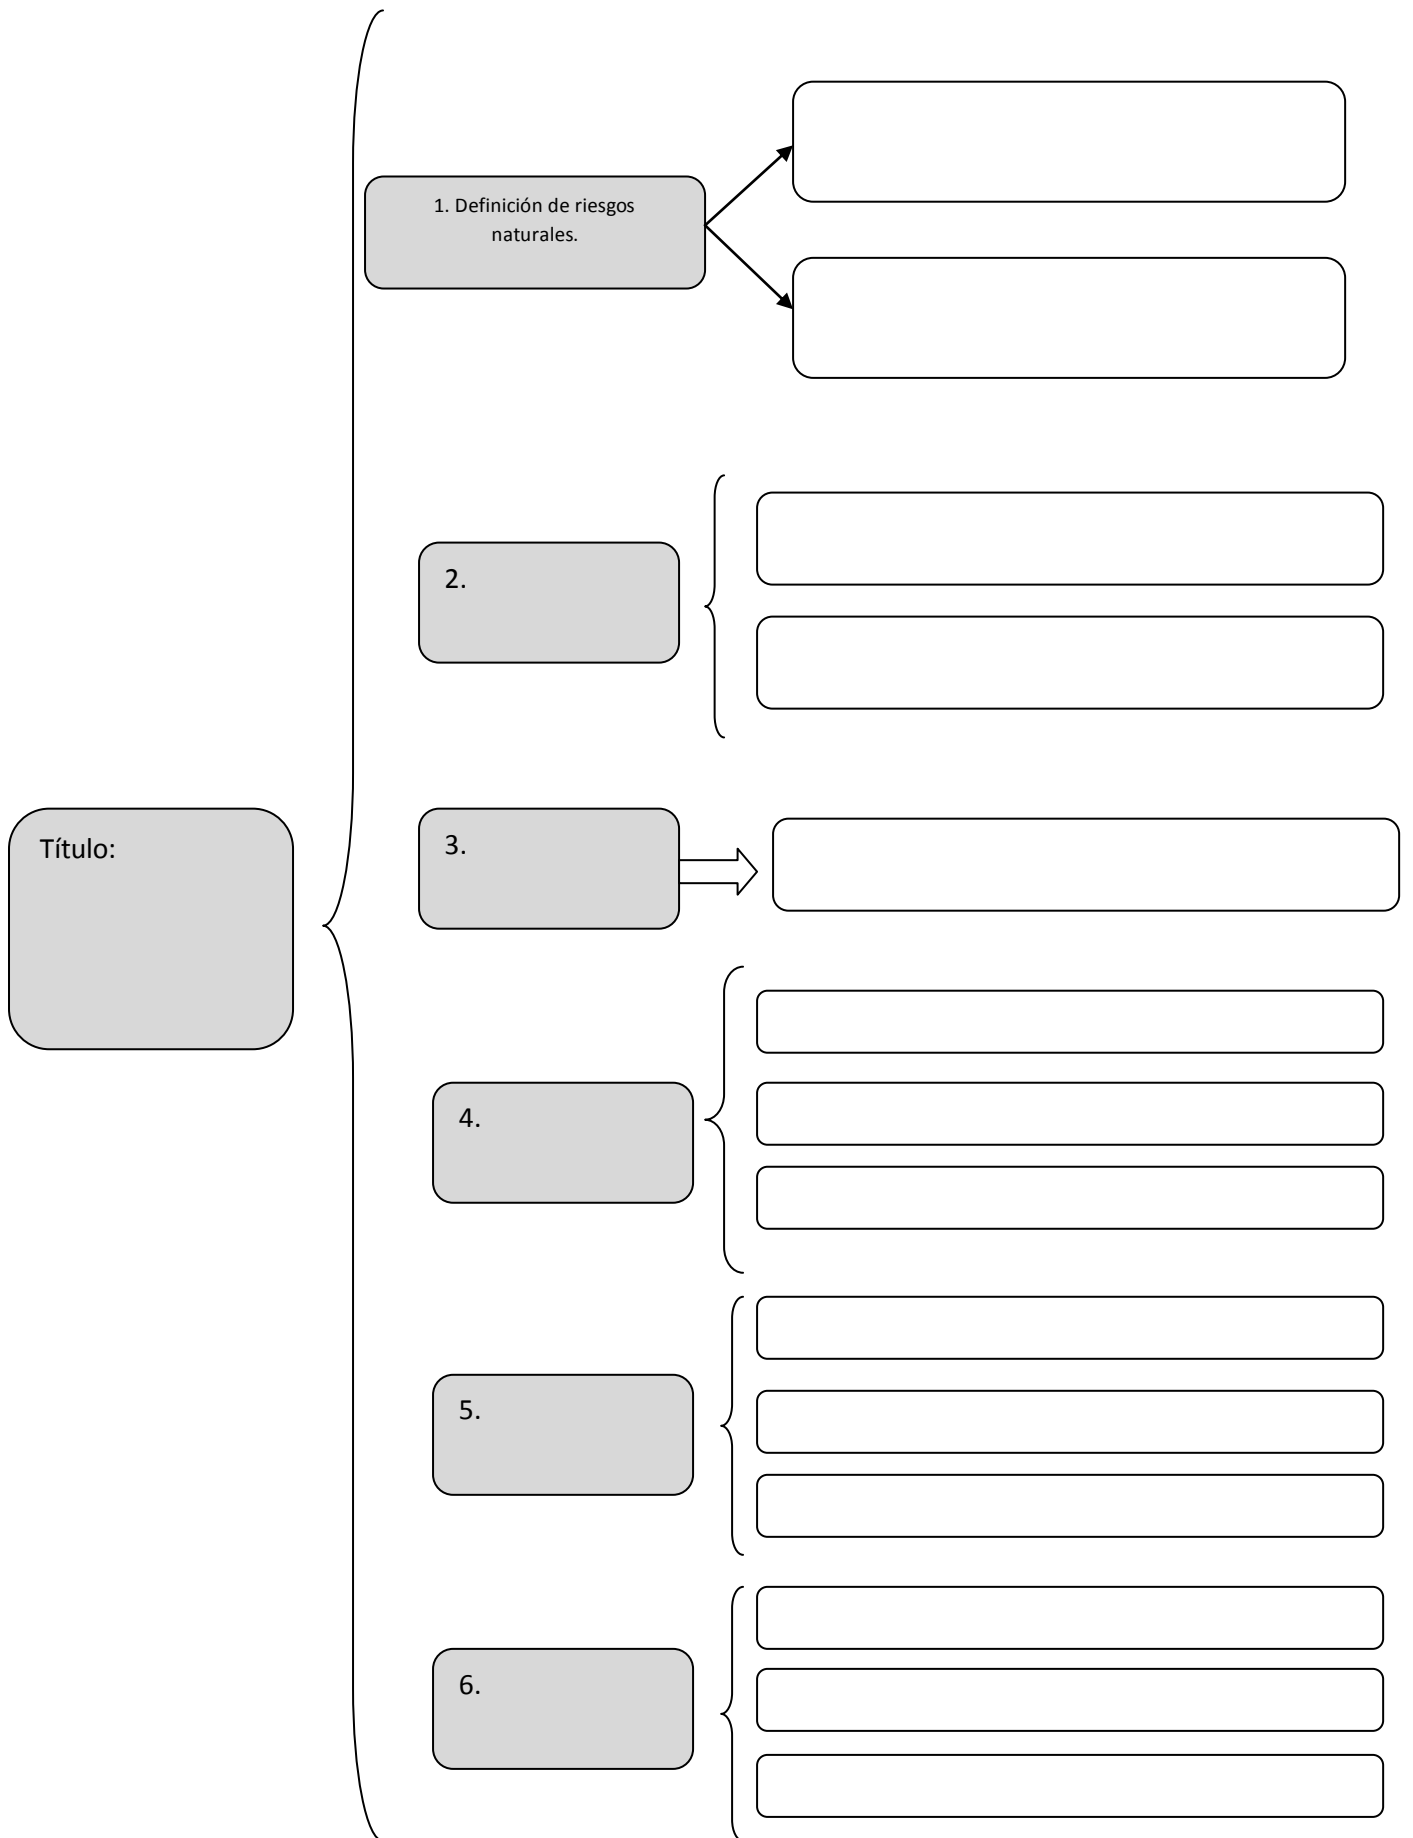 1. Definición de riesgos
naturales.
2.
Título:
3.
4.
5.
6.